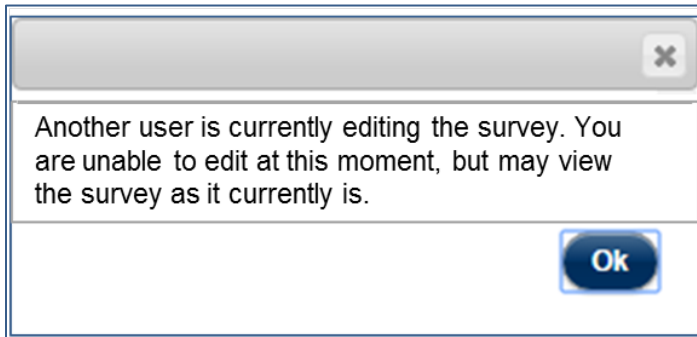 Another user is currently editing the survey. You
are unable to edit at this moment, but may view
the survey as it currently is.
Ok